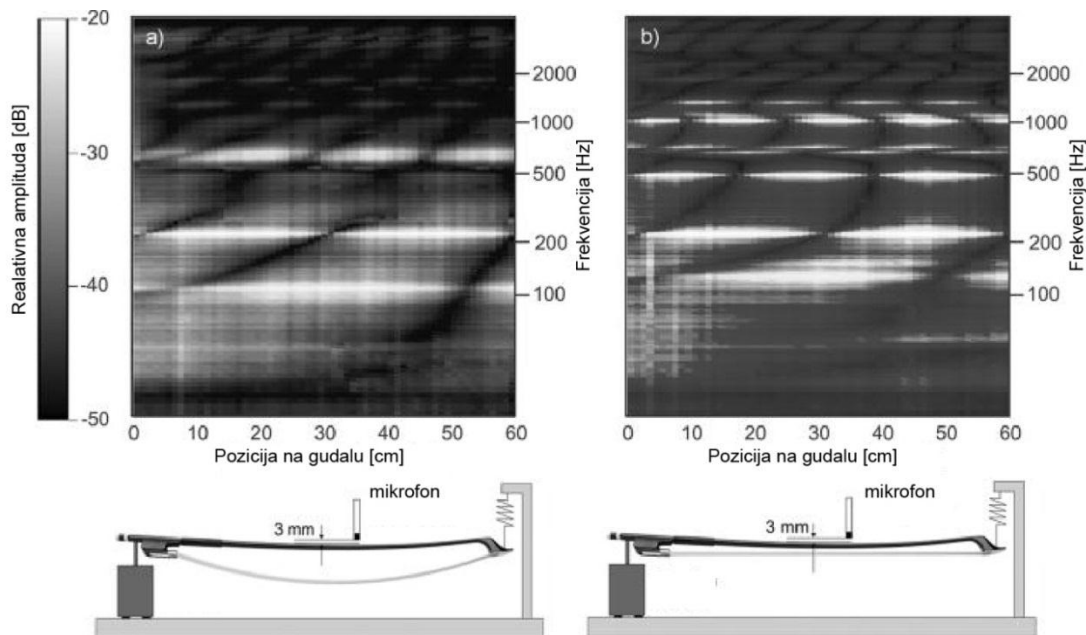 Realativna amplituda [dB]
-20
-30
-40
-50
a)
2000
1000
500
200
100
Frekvencija [Hz]
0 10 20 30 40 50 60
Pozicija na gudalu [cm]
b)
2000
1000
500
200
100
Frekvencija [Hz]
0 10 20 30 40 50 60
Pozicija na gudalu [cm]
mikrofon
3 mm
mikrofon
3 mm